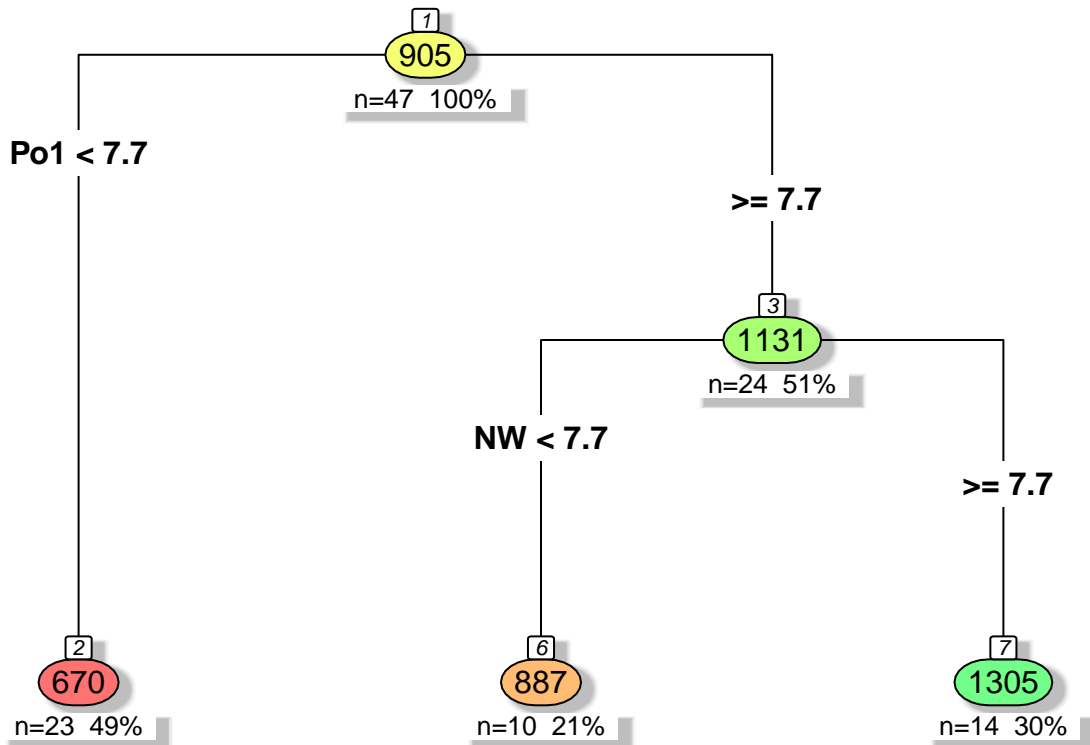 1
905
n=47 100%
Po1 < 7.7
>= 7.7
3
1131
n=24 51%
NW < 7.7
>= 7.7
2
670
n=23 49%
6
887
n=10 21%
7
1305
n=14 30%